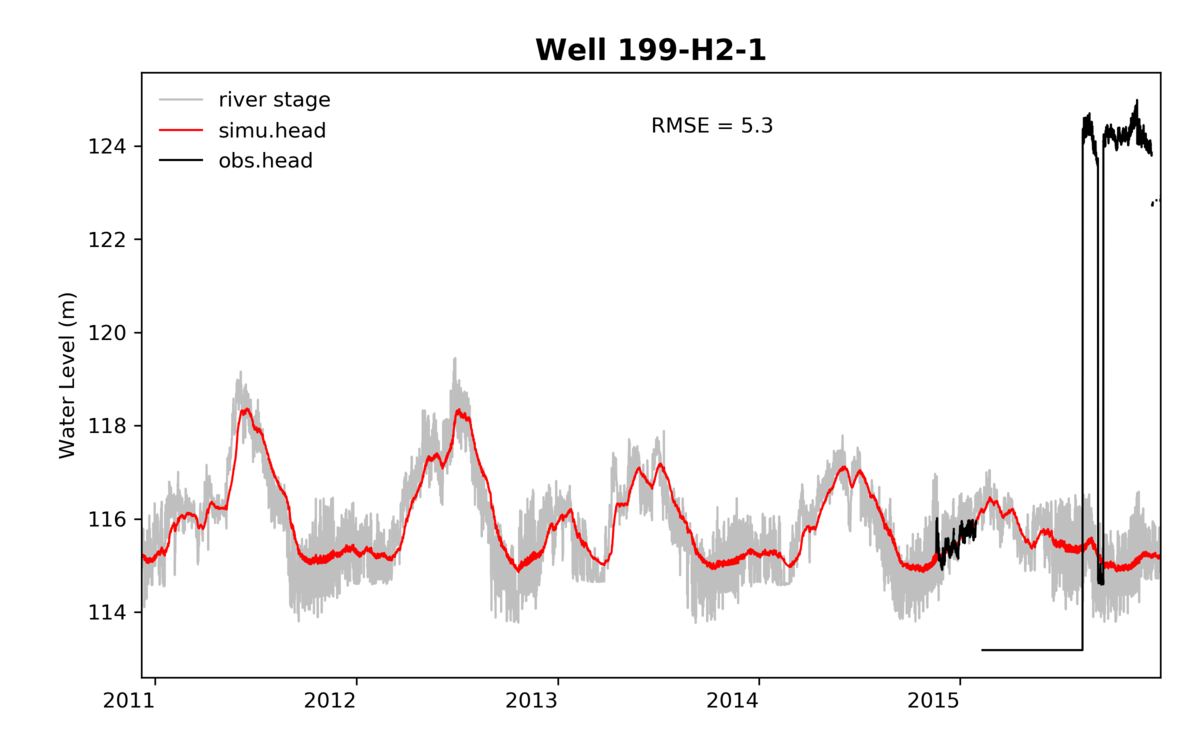 Well 199-H2-1
river stage
simu.head
obs.head
RMSE = 5.3
Water Level (m)
124
122
120
118
116
114
2011
2012
2013
2014
2015